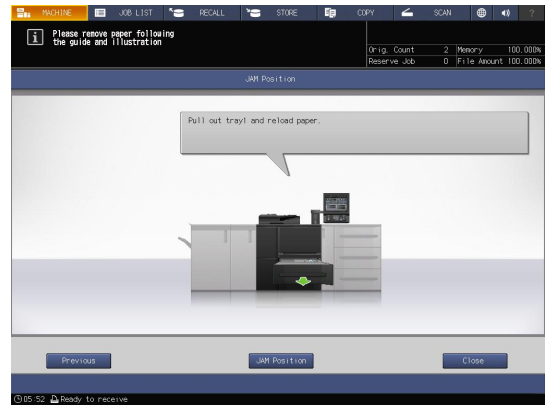 MACHINE
JOB LIST
RECALL
STORE
COPY
SCAN
?
i
Please remove paper following
the guide and illustration
Orig. Count 2 Memory 100.000%
Reserve Job 0 File Amount 100.000%
JAM Position
Pull out tray1 and reload paper.
Previous
JAM Position
Close
05:52 Ready to receive